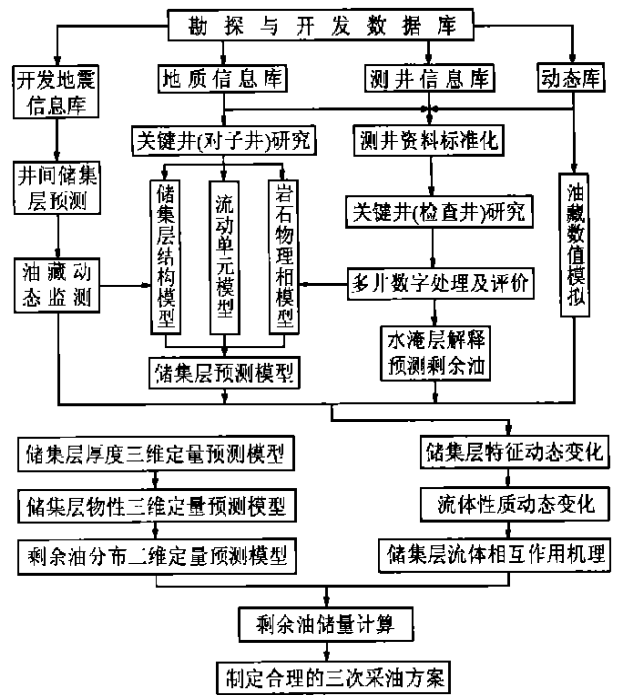 勘探与开发数据库
开发地震
信息库
地质信息库
测井信息库
动态库
关键井(对子井)研究
测井资料标准化
井间储集
层预测
储集层结构模型
流动单元模型
岩石物理相模型
关键井(检查井)研究
油藏数值模拟
油藏动
态监测
多井数字处理及评价
水淹层解释
预测剩余油
储集层预测模型
储集层厚度三维定量预测模型
储集层特征动态变化
储集层物性三维定量预测模型
流体性质动态变化
剩余油分布二维定量预测模型
储集层流体相互作用机理
剩余油储量计算
制定合理的三次采油方案